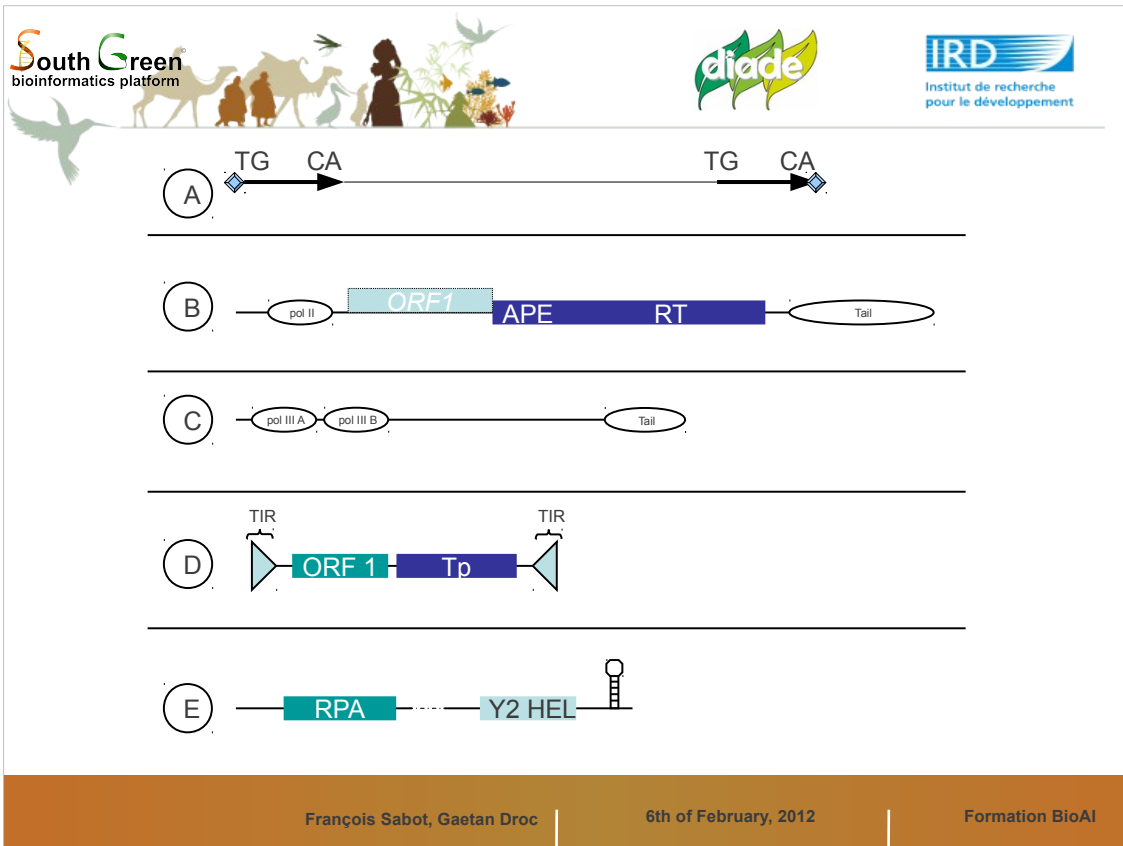 South Green
bioinformatics platform
diade
IRD
Institut de recherche
pour le développement
TG CA TG CA
A
B pol II ORF1 APE RT Tail
C pol III A pol III B Tail
TIR TIR
D ORF 1 Tp
E RPA Y2 HEL
François Sabot, Gaetan Droc 6th of February, 2012 Formation BioAI